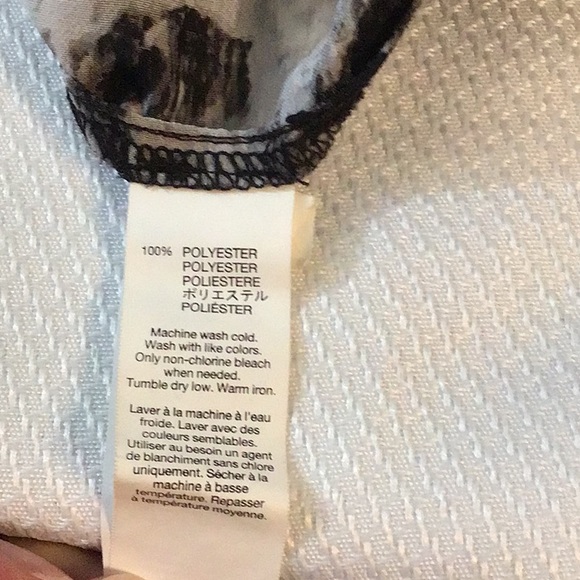 100% POLYESTER
POLYESTER
POLIESTERE
ポリエステル
POLIÉSTER
Machine wash cold.
Wash with like colors.
Only non-chlorine bleach
when needed.
Tumble dry low. Warm iron.
Laver à la machine à l'eau
froide. Laver avec des
couleurs semblables.
Utiliser au besoin un agent
de blanchiment sans chlore
uniquement. Sécher à la
machine à basse
température. Repasser
à température moyenne.